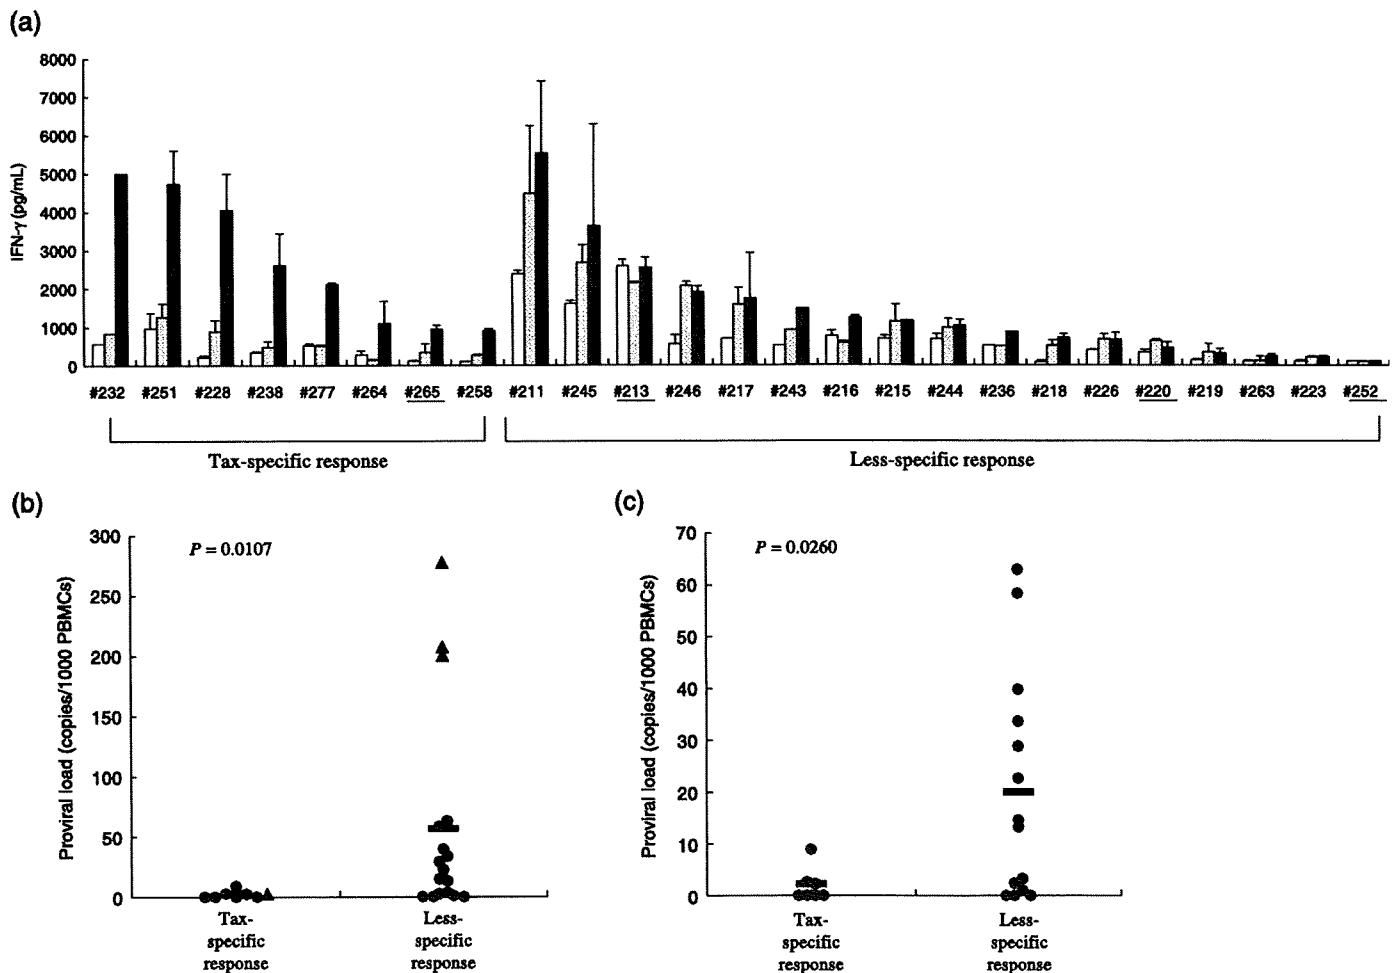 (a)
8000
7000
6000
5000
4000
3000
2000
1000
0
IFN-γ (pg/mL)
#232 #251 #228 #238 #277 #264 #265 #258 #211 #245 #213 #246 #217 #243 #216 #215 #244 #236 #218 #226 #220 #219 #263 #223 #252
Tax-specific response Less-specific response
(b)
P = 0.0107
300
250
200
150
100
50
0
Proviral load (copies/1000 PBMCs)
Tax-
specific
response
Less-
specific
response
(c)
P = 0.0260
70
60
50
40
30
20
10
0
Proviral load (copies/1000 PBMCs)
Tax-
specific
response
Less-
specific
response